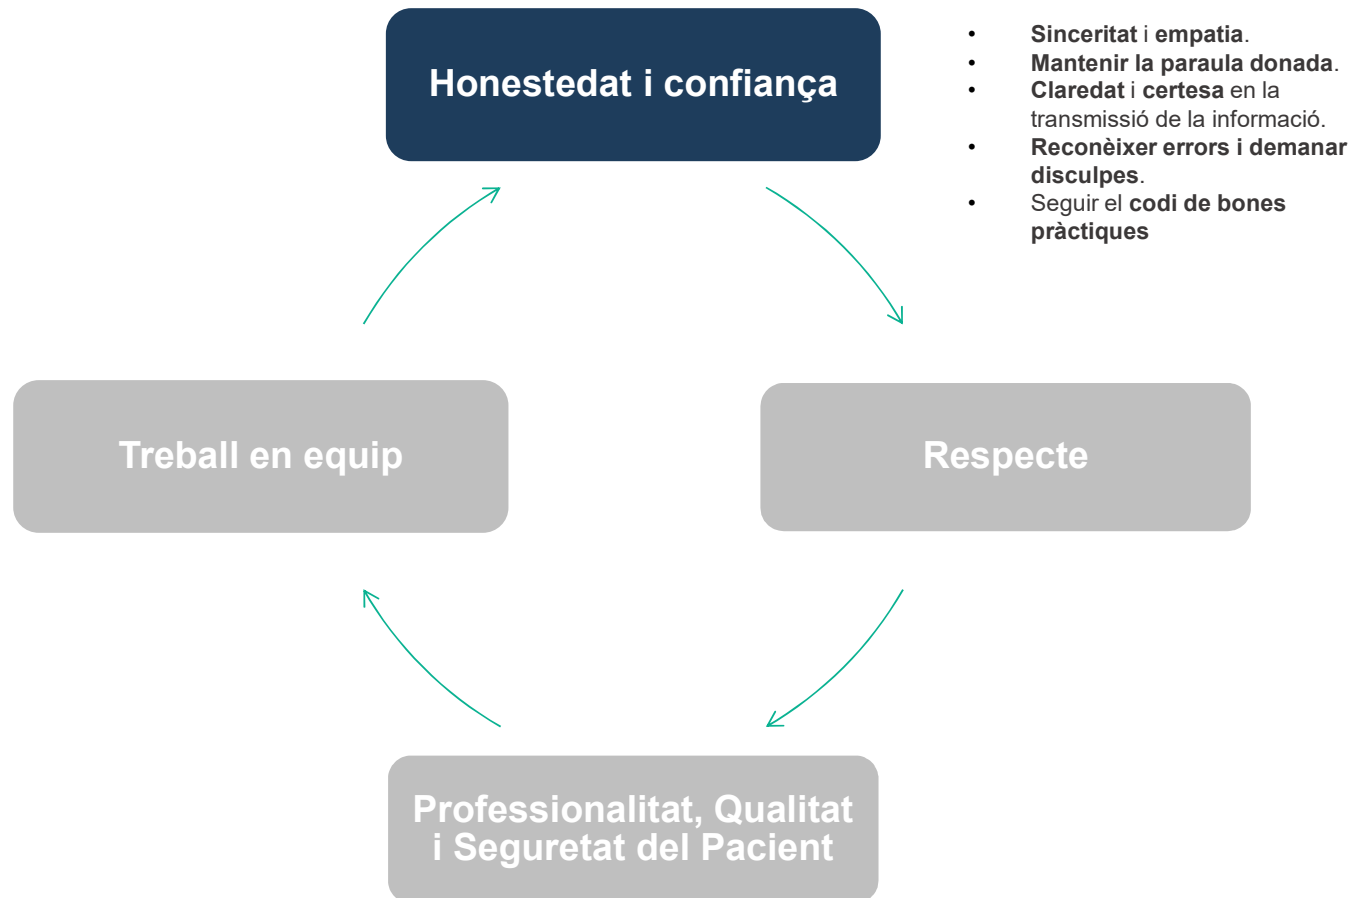 Honestedat i confiança
• Sinceritat i empatia.
• Mantenir la paraula donada.
• Claredat i certesa en la
transmissió de la informació.
• Reconèixer errors i demanar
disculpes.
• Seguir el codi de bones
pràctiques
Treball en equip
Respecte
Professionalitat, Qualitat
i Seguretat del Pacient